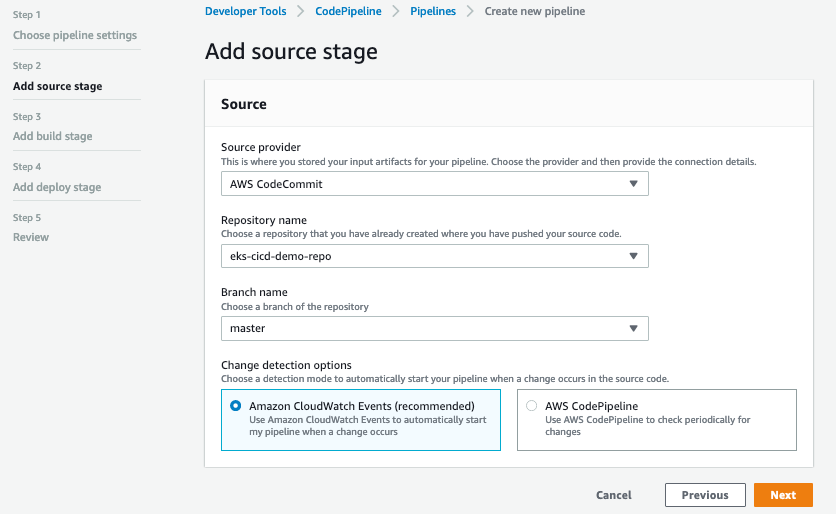 Step 1
Choose pipeline settings
Step 2
Add source stage
Step 3
Add build stage
Step 4
Add deploy stage
Step 5
Review
Developer Tools
CodePipeline
Pipelines
Create new pipeline
Add source stage
Source
Source provider
This is where you stored your input artifacts for your pipeline. Choose the provider and then provide the connection details.
AWS CodeCommit
Repository name
Choose a repository that you have already created where you have pushed your source code.
eks-cicd-demo-repo
Branch name
Choose a branch of the repository
master
Change detection options
Choose a detection mode to automatically start your pipeline when a change occurs in the source code.
Amazon CloudWatch Events (recommended)
Use Amazon CloudWatch Events to automatically start
my pipeline when a change occurs
AWS CodePipeline
Use AWS CodePipeline to check periodically for
changes
Cancel
Previous
Next